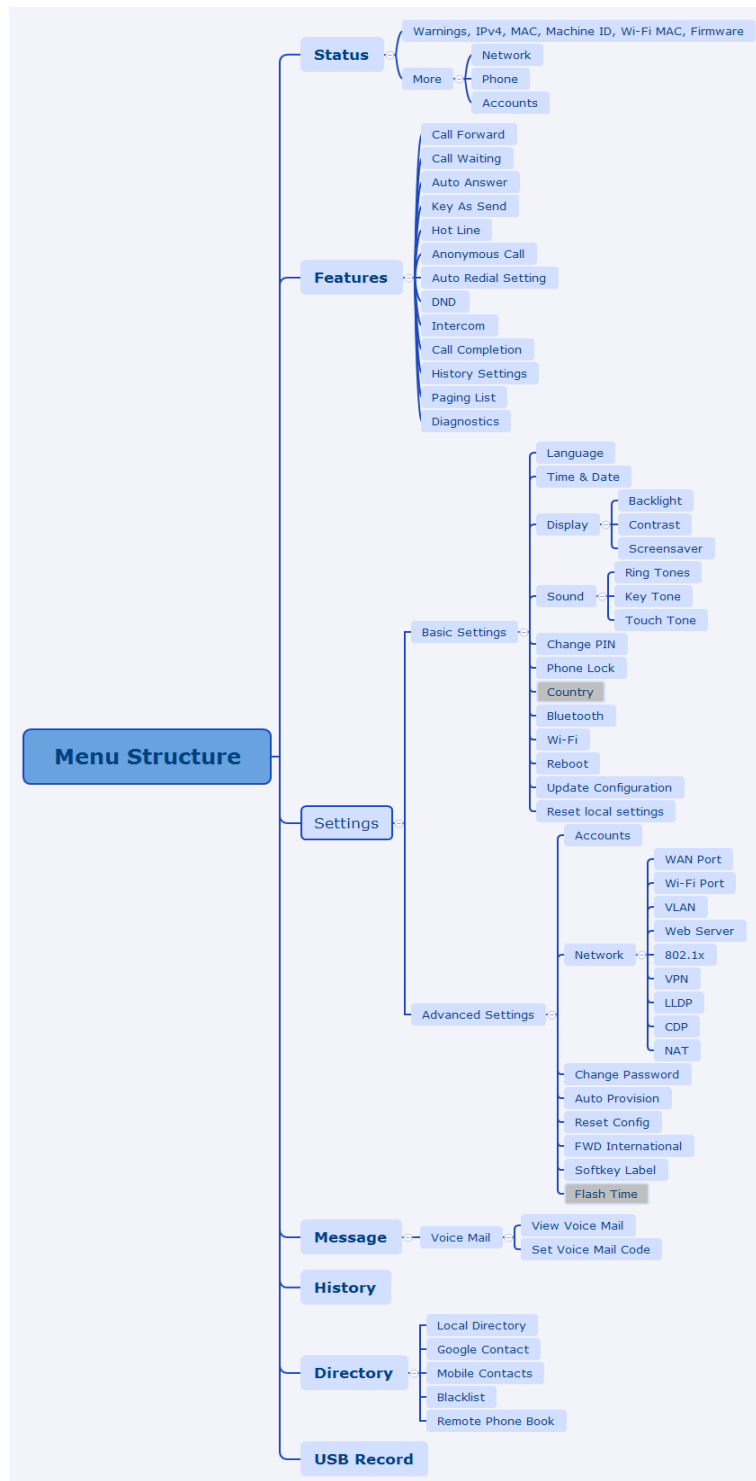 Menu Structure
Status
Warnings, IPv4, MAC, Machine ID, Wi-Fi MAC, Firmware
More
Network
Phone
Accounts
Features
Call Forward
Call Waiting
Auto Answer
Key As Send
Hot Line
Anonymous Call
Auto Redial Setting
DND
Intercom
Call Completion
History Settings
Paging List
Diagnostics
Settings
Basic Settings
Language
Time & Date
Display
Backlight
Contrast
Screensaver
Sound
Ring Tones
Key Tone
Touch Tone
Change PIN
Phone Lock
Country
Bluetooth
Wi-Fi
Reboot
Update Configuration
Reset local settings
Advanced Settings
Accounts
Network
WAN Port
Wi-Fi Port
VLAN
Web Server
802.1x
VPN
LLDP
CDP
NAT
Change Password
Auto Provision
Reset Config
FWD International
Softkey Label
Flash Time
Message
Voice Mail
View Voice Mail
Set Voice Mail Code
History
Directory
Local Directory
Google Contact
Mobile Contacts
Blacklist
Remote Phone Book
USB Record